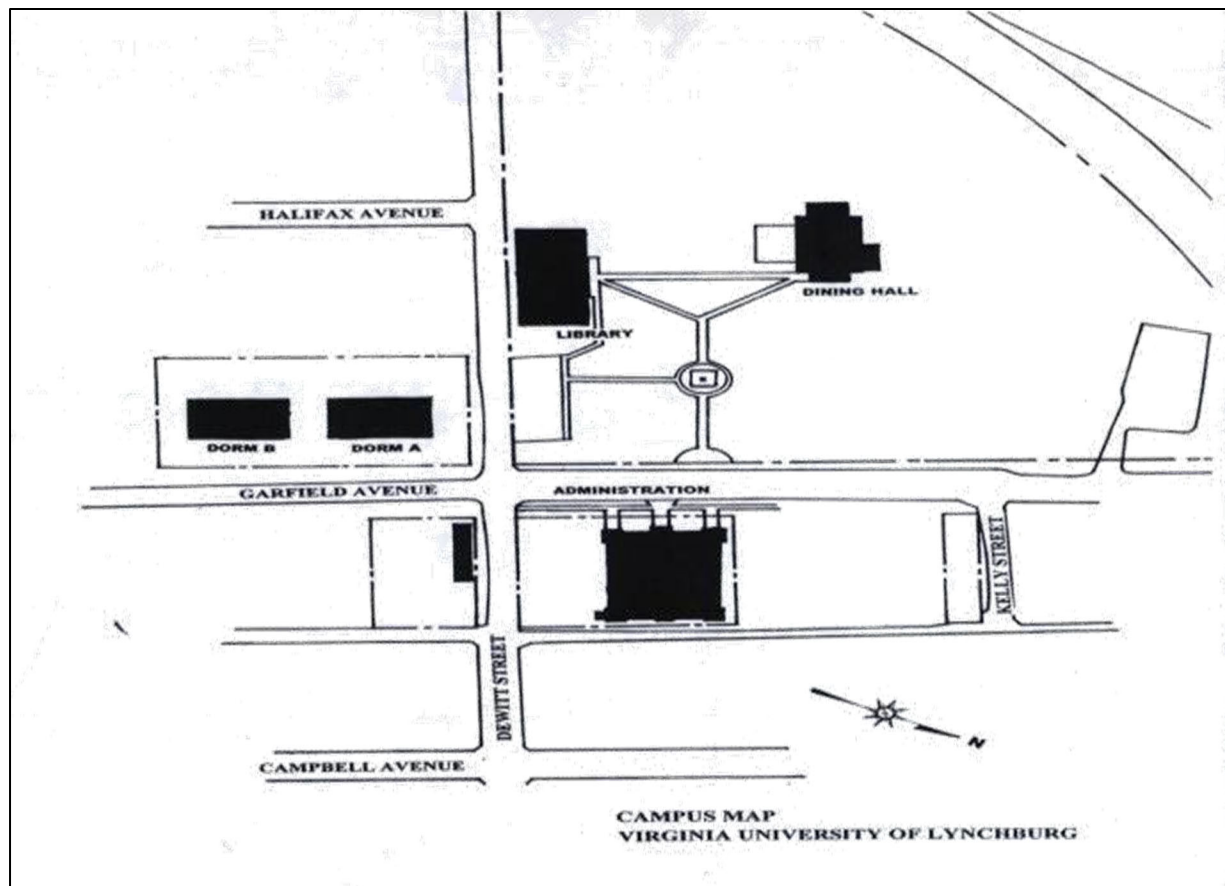 HALIFAX AVENUE
DINING HALL
LIBRARY
DORM B
DORM A
GARFIELD AVENUE
ADMINISTRATION
KELLY STREET
DEWITT STREET
N
CAMPBELL AVENUE
CAMPUS MAP
VIRGINIA UNIVERSITY OF LYNCHBURG